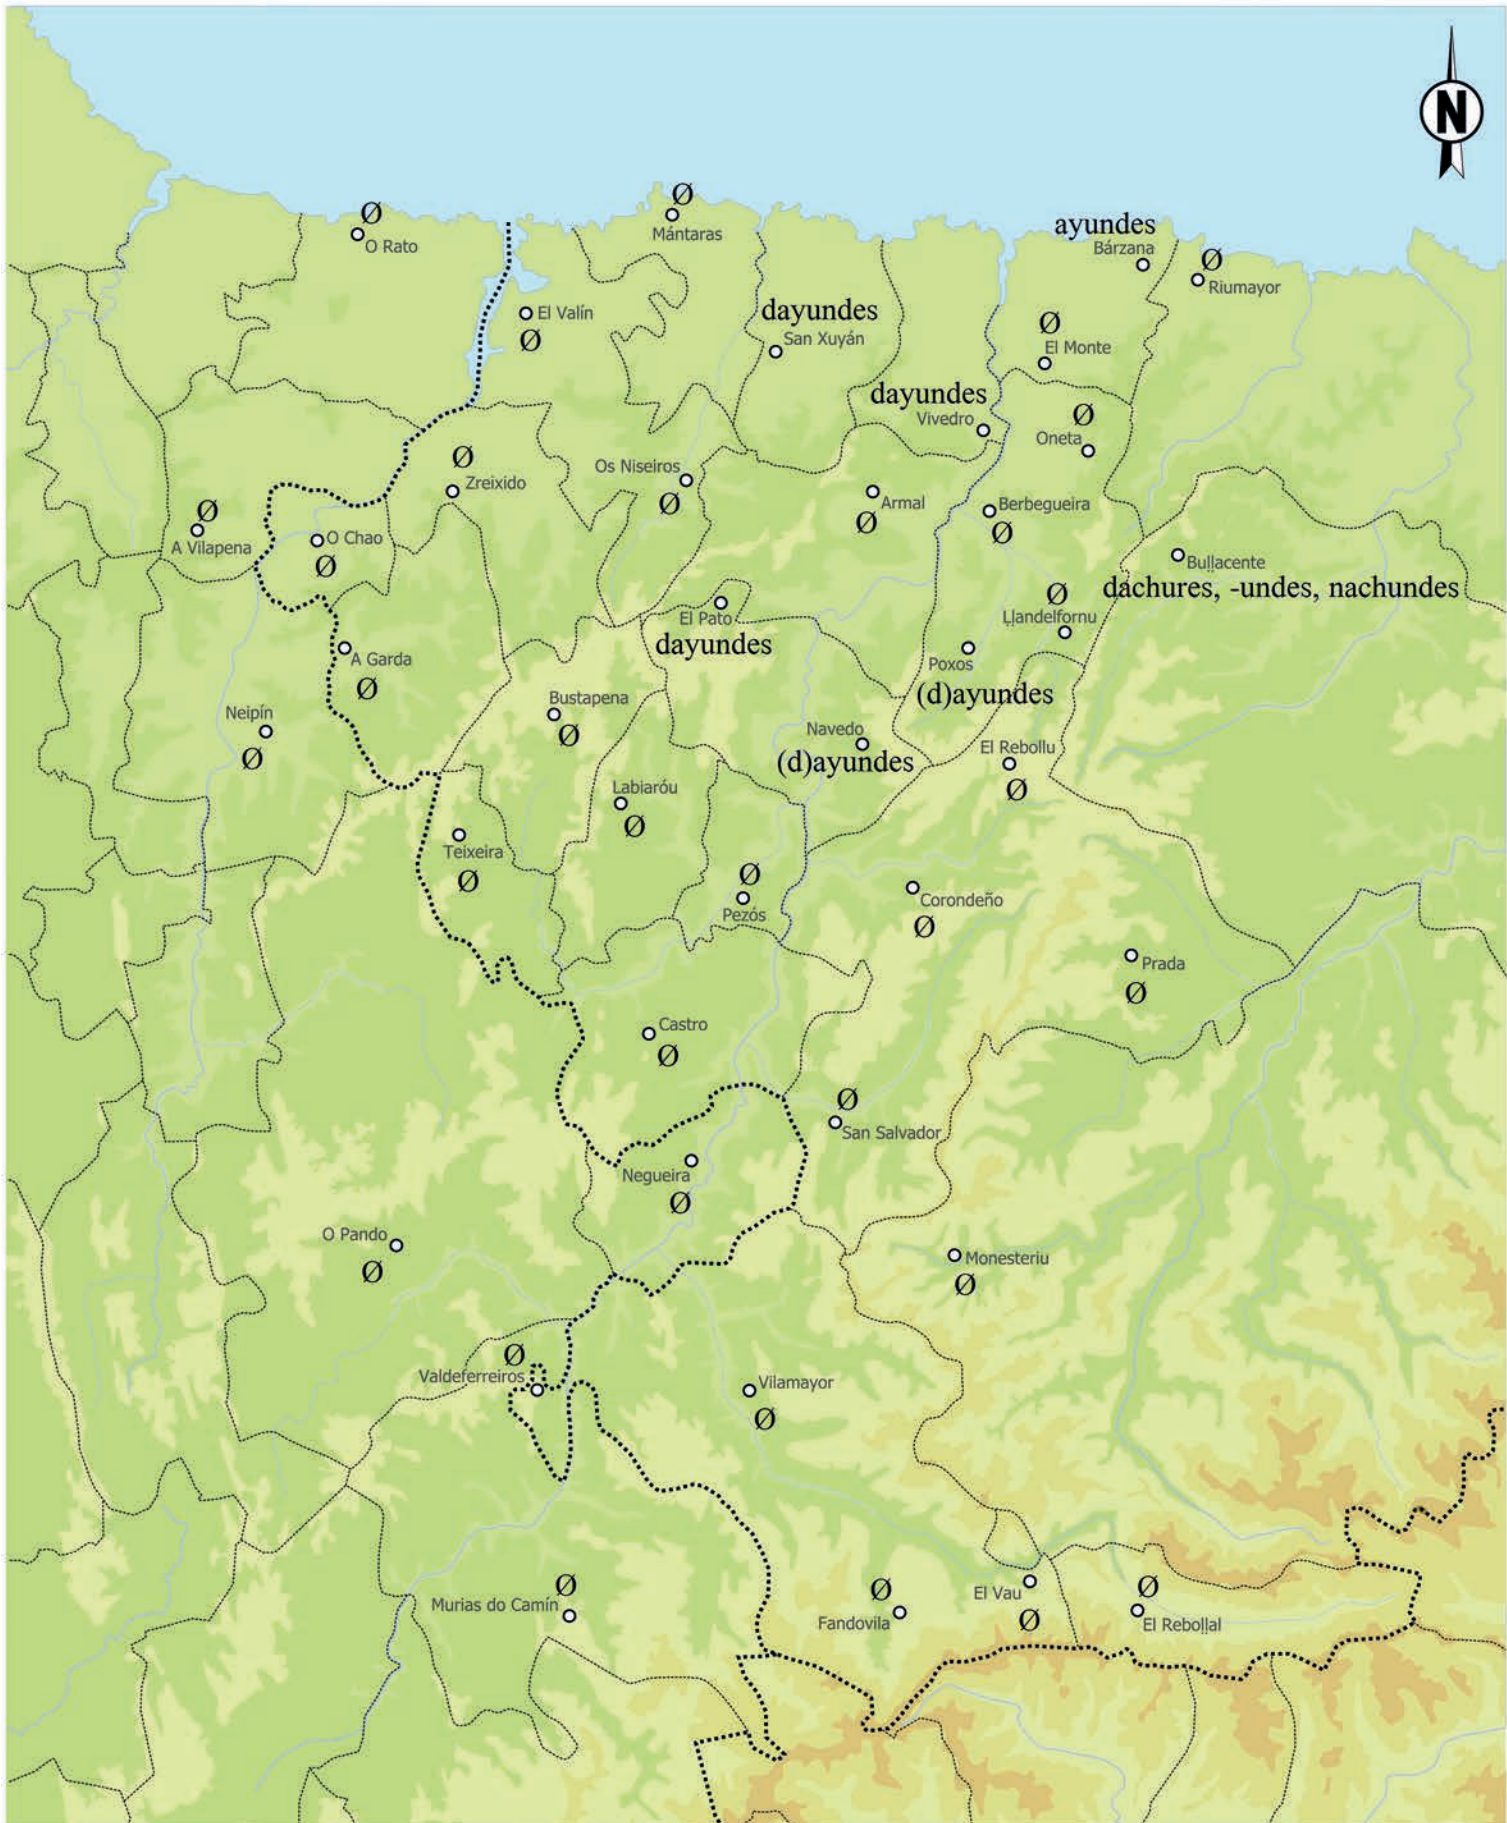 N
Ø
O Rato
Ø
Mántaras
ayundes
Bárzana
Ø
Riumayor
El Valín
Ø
dayundes
San Xuyán
Ø
El Monte
dayundes
Vivedro
Ø
Oneta
Ø
Zreixido
Os Niseiros
Ø
Armal
Ø
Berbegueira
Ø
Ø
A Vilapena
O Chao
Ø
Buḷḷacente
dachures, -undes, nachundes
Ø
Ḷḷandelfornu
El Pato
dayundes
A Garda
Ø
Poxos
(d)ayundes
Bustapena
Ø
Neipín
Ø
Navedo
(d)ayundes
El Rebollu
Ø
Labiaróu
Ø
Teixeira
Ø
Ø
Pezós
Corondeño
Ø
Prada
Ø
Castro
Ø
Ø
San Salvador
Negueira
Ø
O Pando
Ø
Monesteriu
Ø
Ø
Valdeferreiros
Vilamayor
Ø
Ø
Murias do Camín
Ø
Fandovila
El Vau
Ø
Ø
El Reboḷḷal